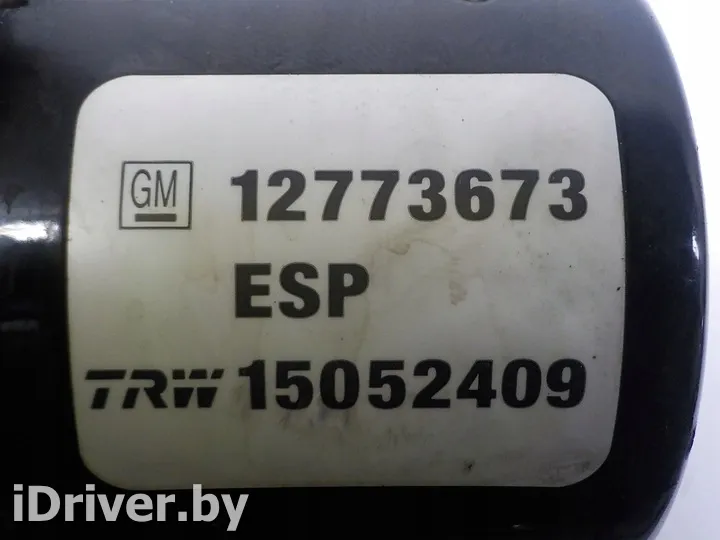 GM 12773673
ESP
TRW 15052409
iDriver.by